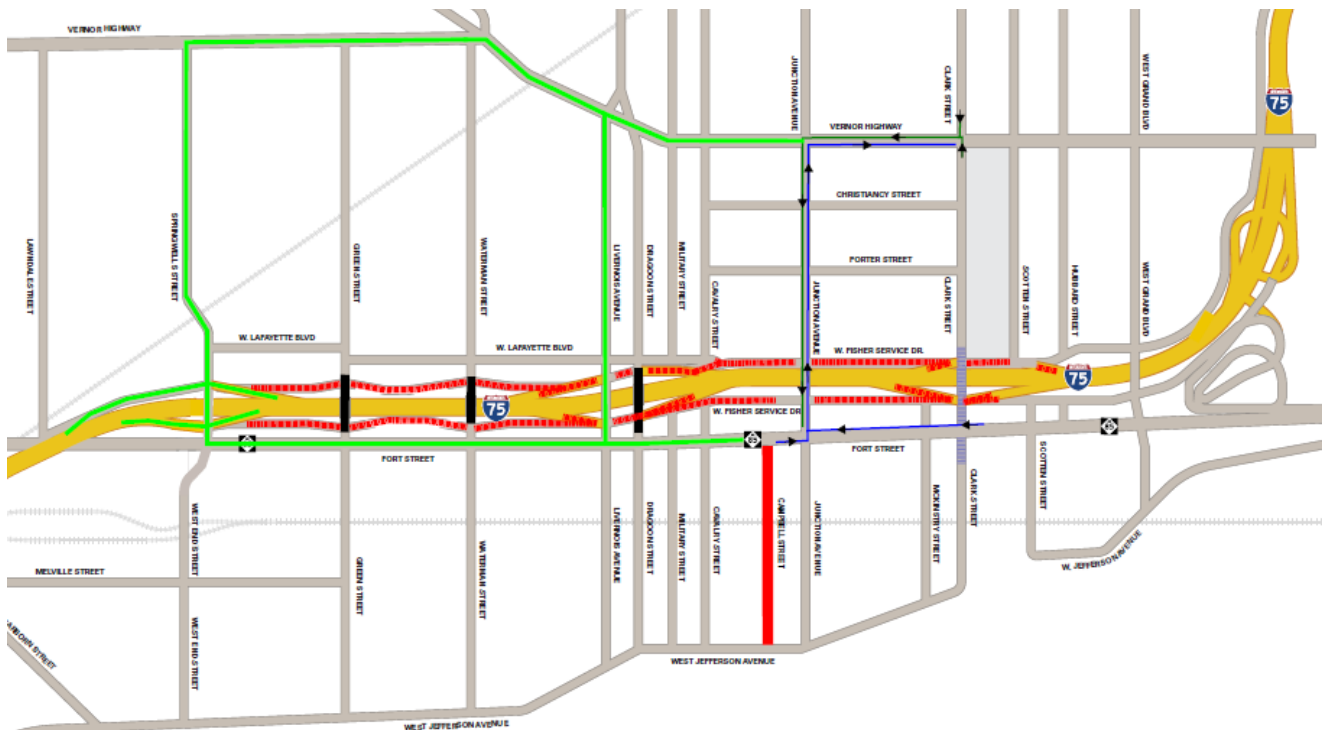 VERNOR HIGHWAY
JUNCTION AVENUE
CLARK STREET
WEST GRAND BLVD
75
VERNOR HIGHWAY
CHRISTIANCY STREET
LAWNDALE STREET
SPRINGWELLS STREET
GREEN STREET
WATERMAN STREET
LIVERNOIS AVENUE
DRAGOON STREET
MILITARY STREET
CAVALRY STREET
JUNCTION AVENUE
PORTER STREET
CLARK STREET
SCOTTEN STREET
HUBBARD STREET
WEST GRAND BLVD
W. LAFAYETTE BLVD
W. LAFAYETTE BLVD
W. FISHER SERVICE DR.
75
75
W. FISHER SERVICE DR
85
85
FORT STREET
FORT STREET
WEST END STREET
GREEN STREET
WATERMAN STREET
LIVERNOIS AVENUE
DRAGOON STREET
MILITARY STREET
CAVALRY STREET
CAMPBELL STREET
JUNCTION AVENUE
MCKINSTRY STREET
CLARK STREET
SCOTTEN STREET
W. JEFFERSON AVENUE
MELVILLE STREET
WEST END STREET
WEST JEFFERSON AVENUE
WEST JEFFERSON AVENUE